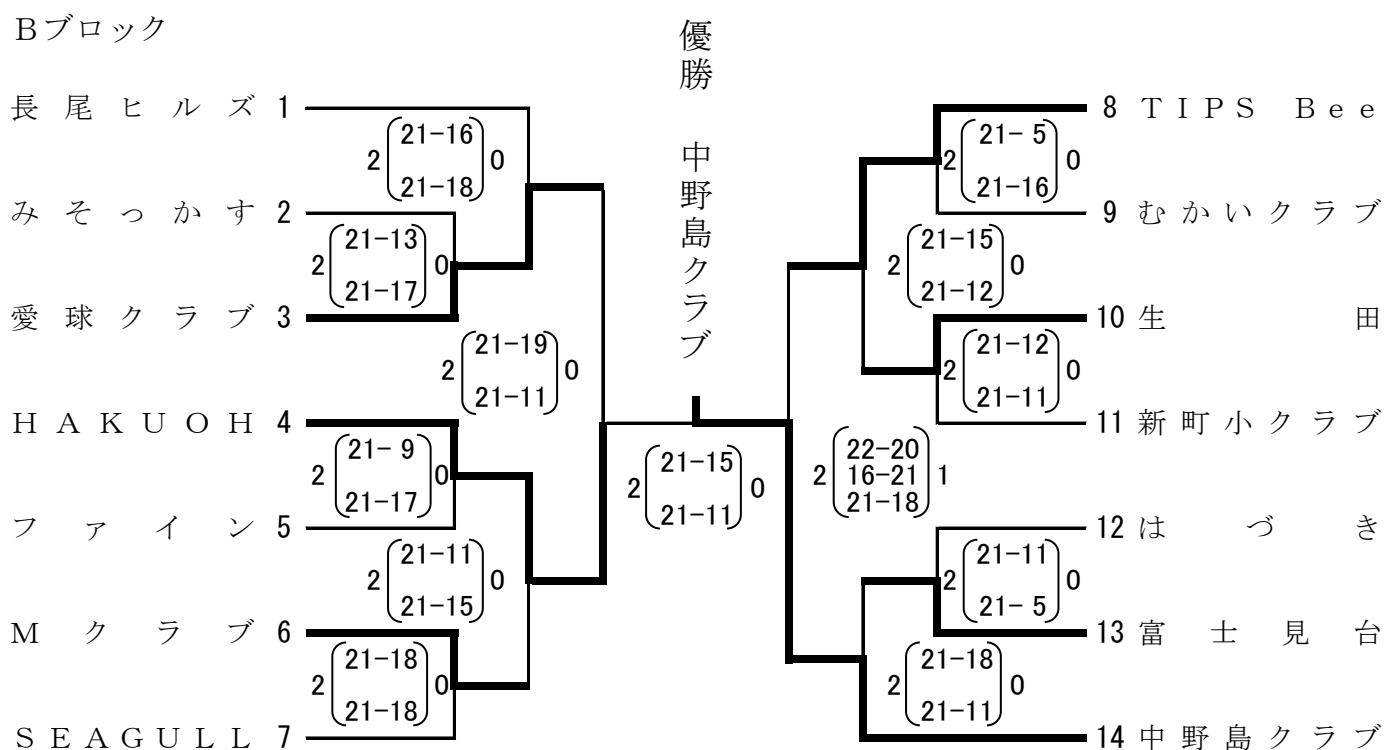 Bブロック
優勝 中野島クラブ
長尾ヒルズ 1
2 21-16 0
21-18
みそっかす 2
2 21-13 0
21-17
愛球クラブ 3
2 21-19 0
21-11
HAKUOH 4
2 21- 9 0
21-17
ファイン 5
2 21-11 0
21-15
Mクラブ 6
2 21-18 0
21-18
SEAGULL 7
2 21-15 0
21-11
8 TIPS Bee
2 21- 5 0
21-16
9 むかいクラブ
2 21-15 0
21-12
10 生田
2 21-12 0
21-11
11 新町小クラブ
2 22-20 1
16-21
21-18
12 はづき
2 21-11 0
21- 5
13 富士見台
2 21-18 0
21-11
14 中野島クラブ